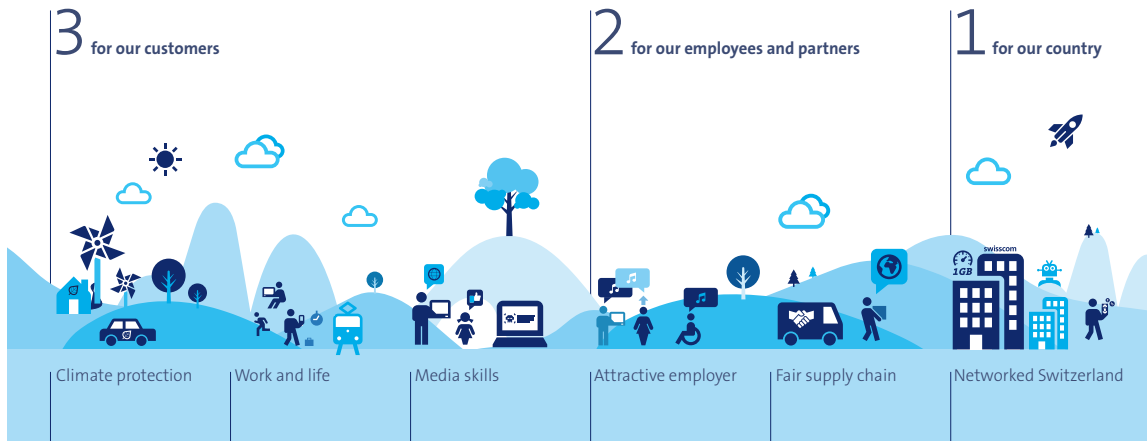 3 for our customers
2 for our employees and partners
1 for our country
swisscom
1GB
Climate protection
Work and life
Media skills
Attractive employer
Fair supply chain
Networked Switzerland